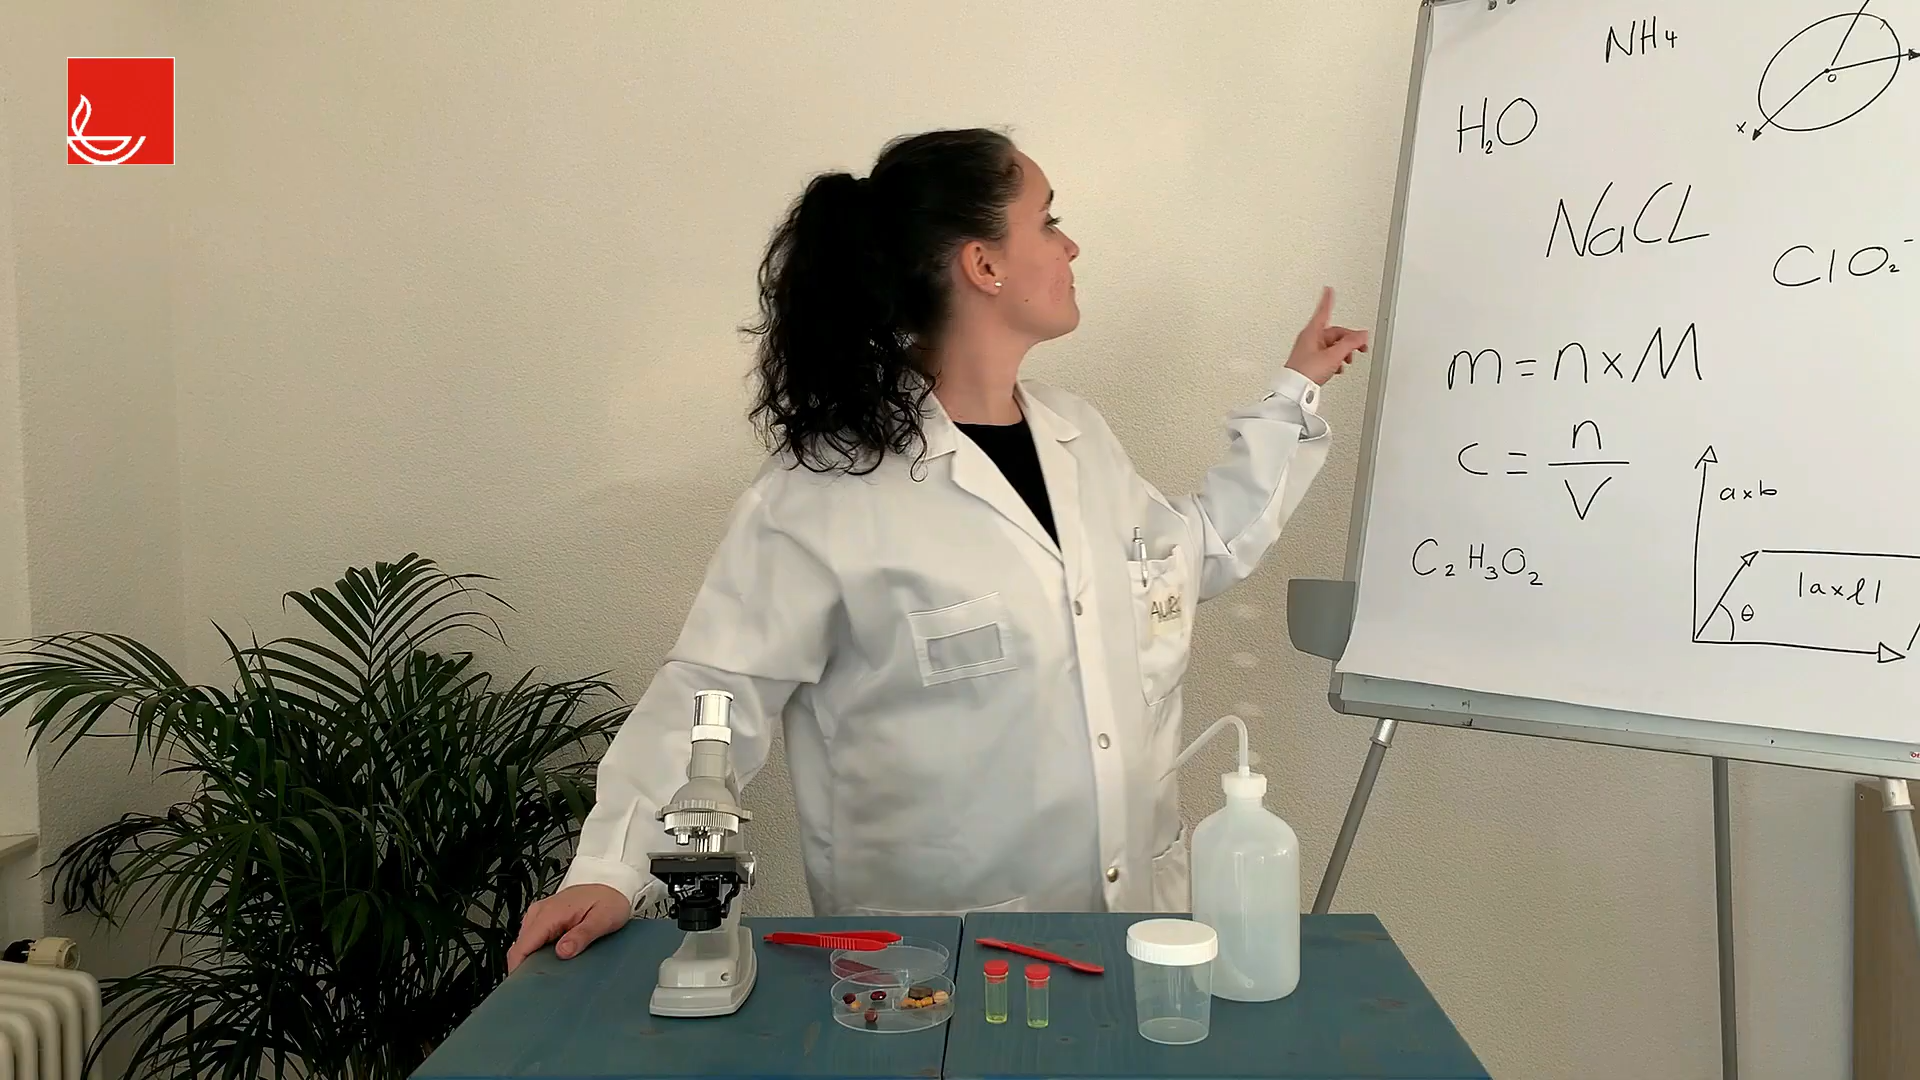 NH₄
H₂O
o
x
NaCL
ClO₂⁻
m = n x M
c = n
V
a x b
C₂H₃O₂
|a x l|
θ